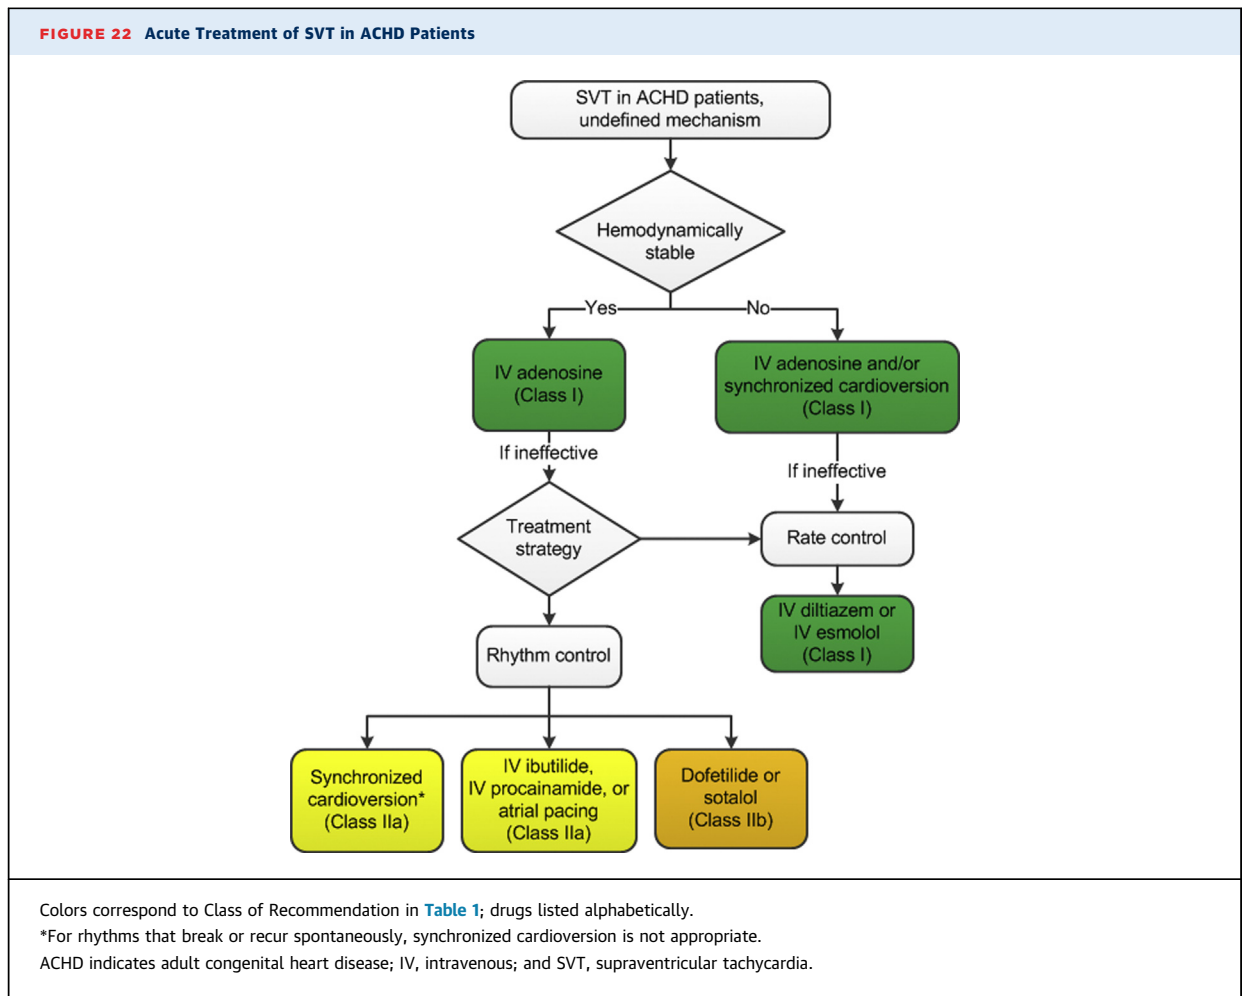 FIGURE 22 Acute Treatment of SVT in ACHD Patients
SVT in ACHD patients,
undefined mechanism
Hemodynamically
stable
Yes
No
IV adenosine
(Class I)
IV adenosine and/or
synchronized cardioversion
(Class I)
If ineffective
If ineffective
Treatment
strategy
Rate control
IV diltiazem or
IV esmolol
(Class I)
Rhythm control
Synchronized
cardioversion*
(Class IIa)
IV ibutilide,
IV procainamide, or
atrial pacing
(Class IIa)
Dofetilide or
sotalol
(Class IIb)
Colors correspond to Class of Recommendation in Table 1; drugs listed alphabetically.
*For rhythms that break or recur spontaneously, synchronized cardioversion is not appropriate.
ACHD indicates adult congenital heart disease; IV, intravenous; and SVT, supraventricular tachycardia.